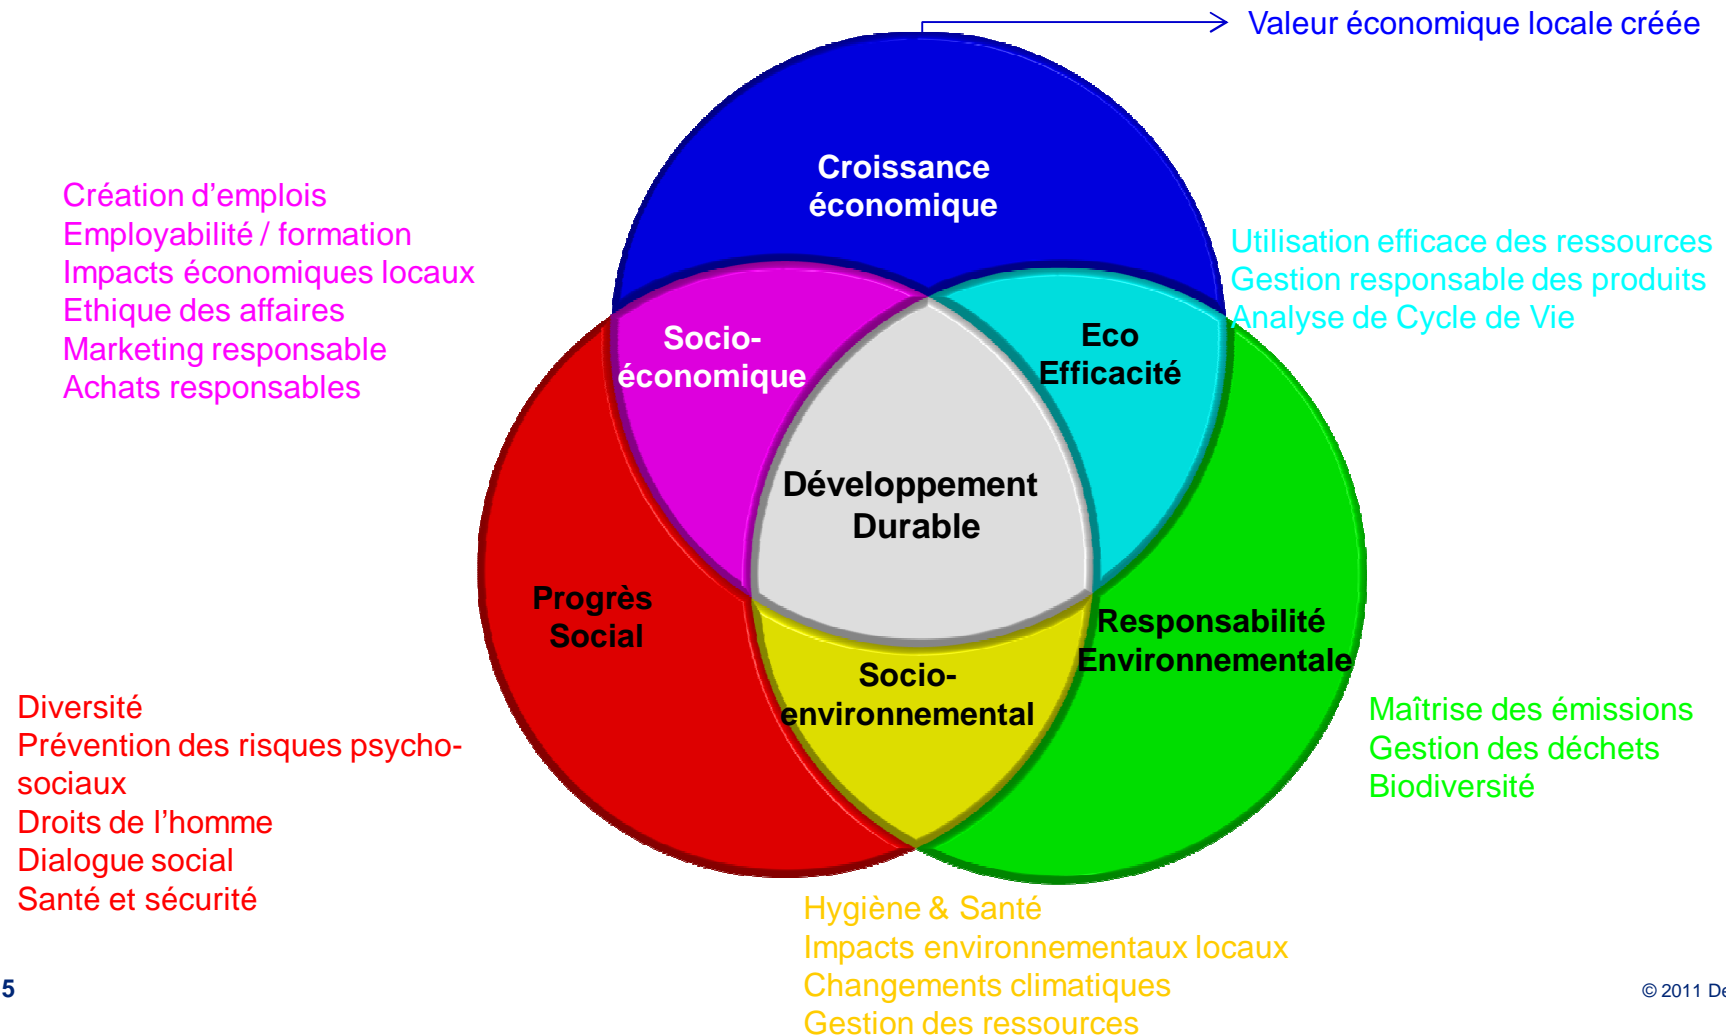 Valeur économique locale créée
Croissance
économique
Création d’emplois
Employabilité / formation
Impacts économiques locaux
Ethique des affaires
Marketing responsable
Achats responsables
Utilisation efficace des ressources
Gestion responsable des produits
Analyse de Cycle de Vie
Socio-
économique
Eco
Efficacité
Développement
Durable
Progrès
Social
Responsabilité
Environnementale
Socio-
environnemental
Diversité
Prévention des risques psycho-
sociaux
Droits de l’homme
Dialogue social
Santé et sécurité
Maîtrise des émissions
Gestion des déchets
Biodiversité
Hygiène & Santé
Impacts environnementaux locaux
Changements climatiques
Gestion des ressources
5
© 2011 De